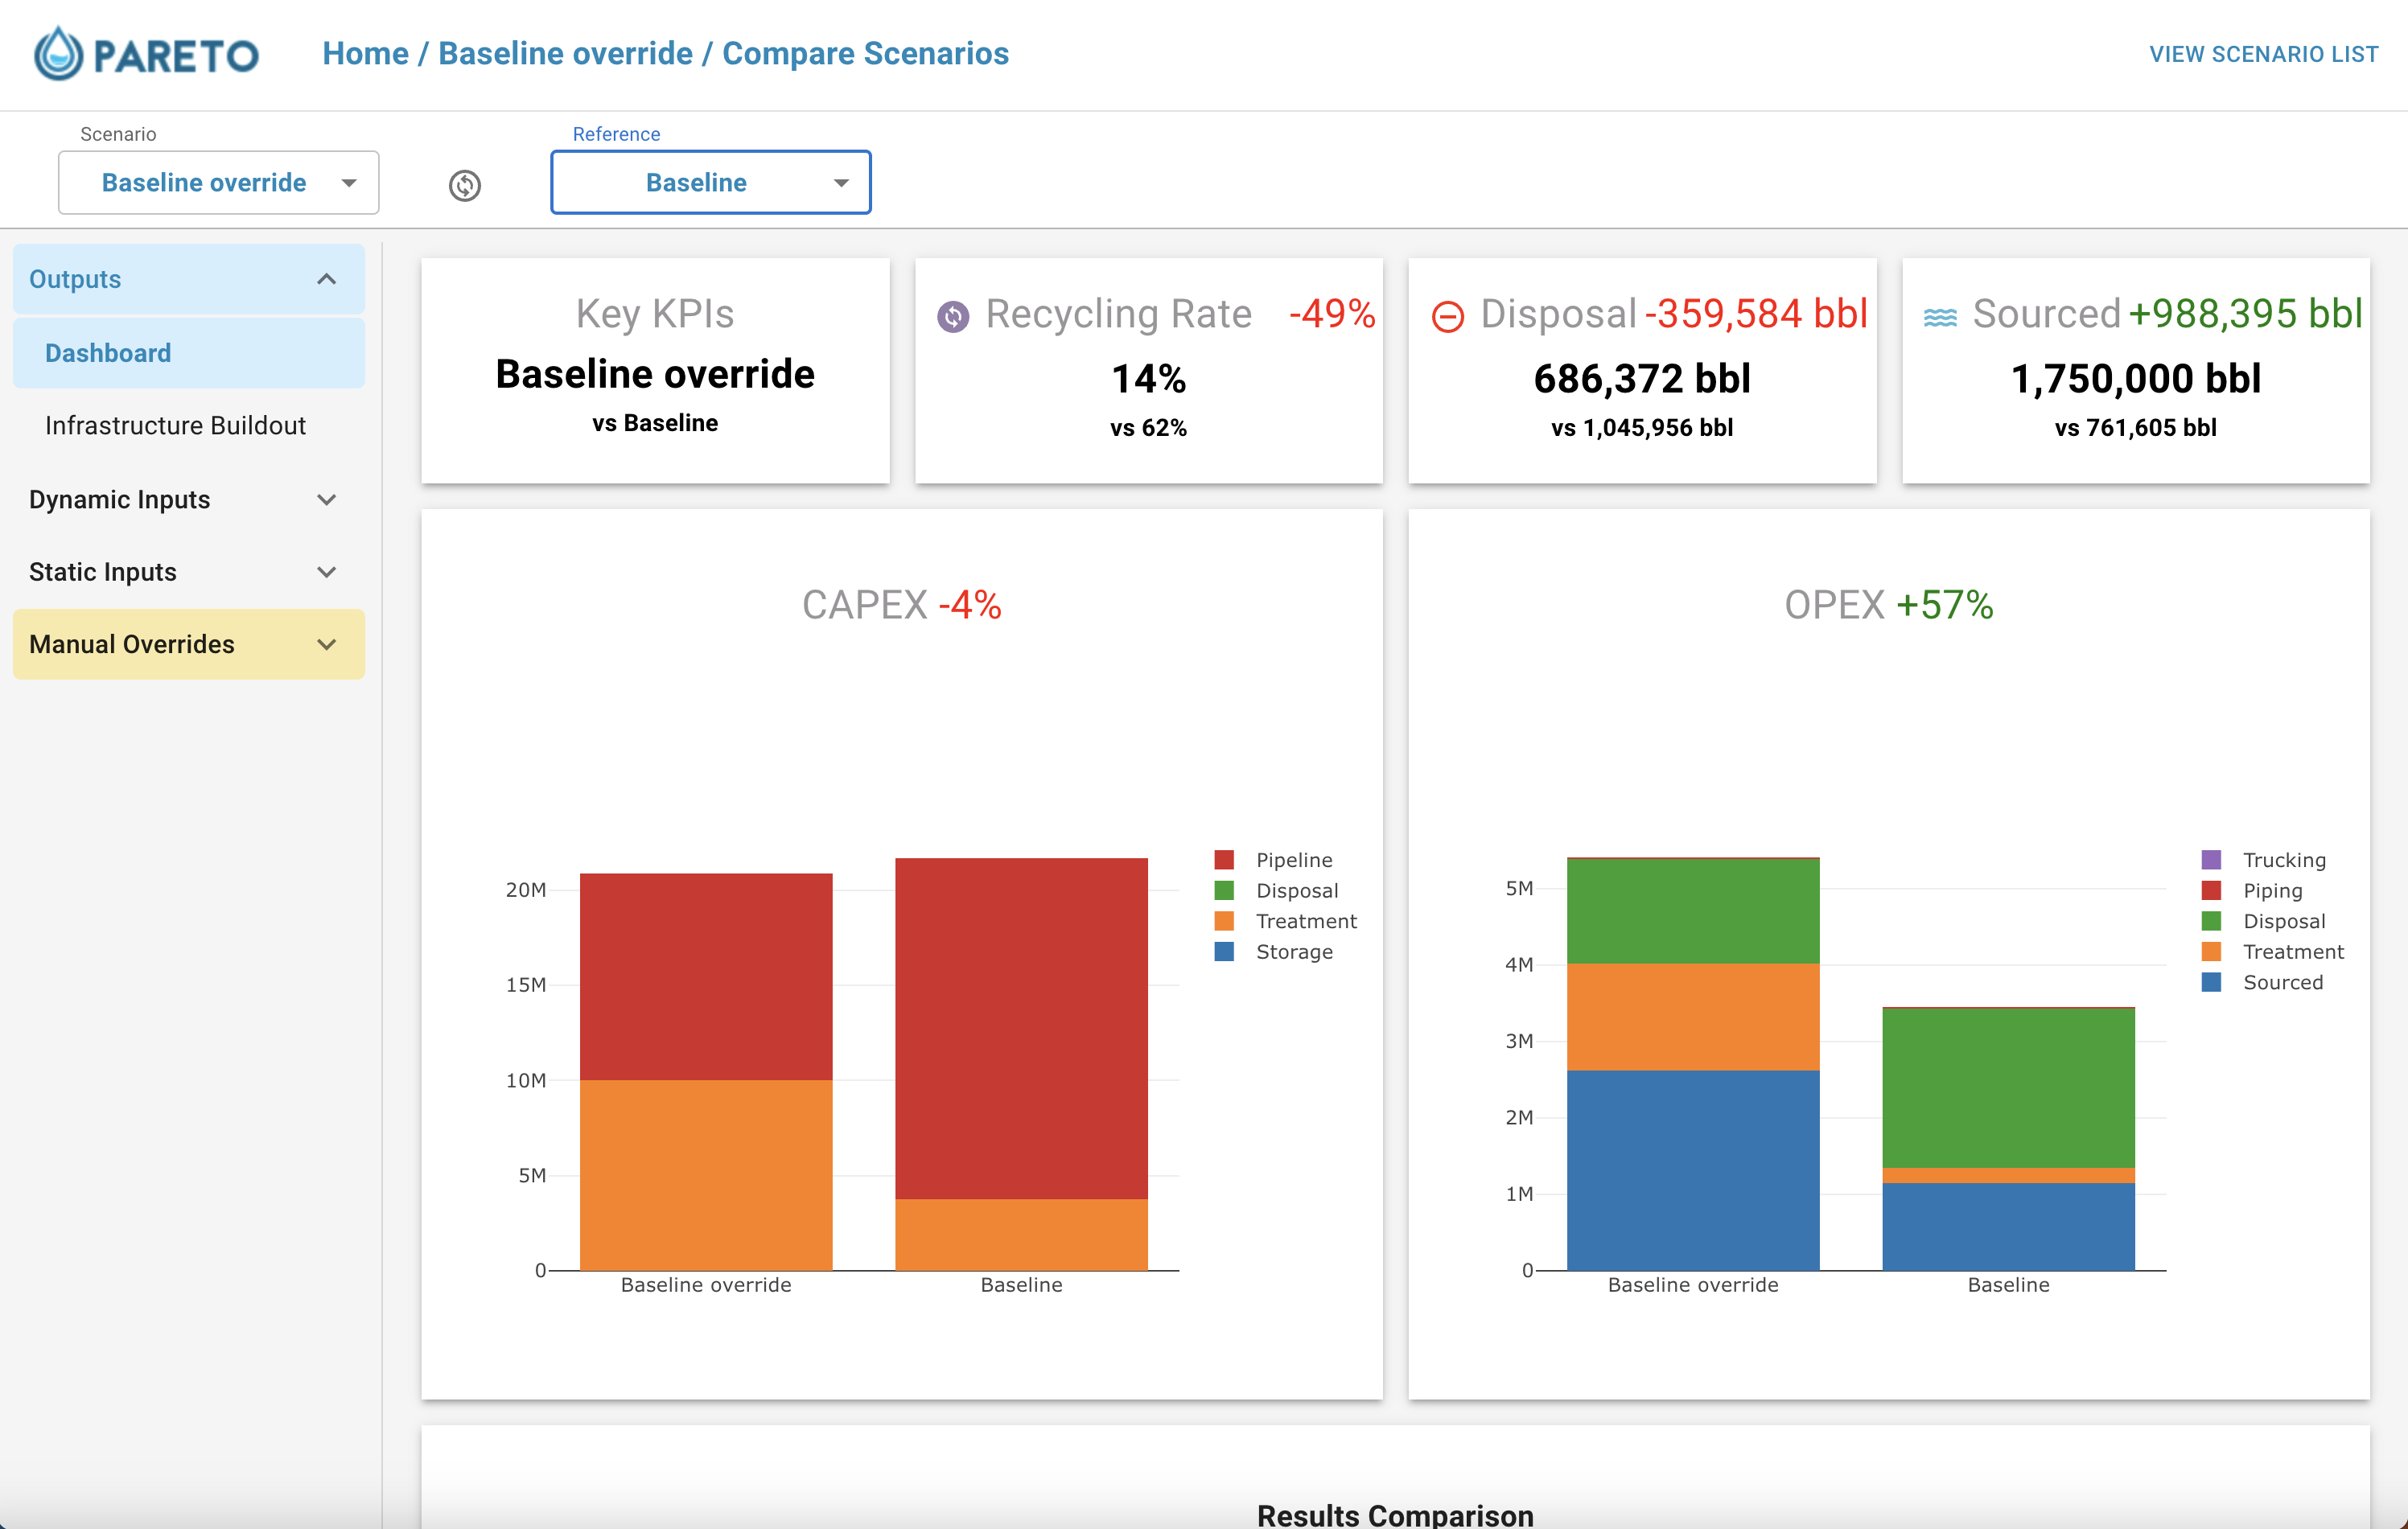 PARETO
Home / Baseline override / Compare Scenarios
VIEW SCENARIO LIST
Scenario
Baseline override
Reference
Baseline
Outputs
Dashboard
Infrastructure Buildout
Dynamic Inputs
Static Inputs
Manual Overrides
Key KPIs
Baseline override
vs Baseline
Recycling Rate -49%
14%
vs 62%
Disposal -359,584 bbl
686,372 bbl
vs 1,045,956 bbl
Sourced +988,395 bbl
1,750,000 bbl
vs 761,605 bbl
CAPEX -4%
20M
15M
10M
5M
0
Baseline override
Baseline
Pipeline
Disposal
Treatment
Storage
OPEX +57%
5M
4M
3M
2M
1M
0
Baseline override
Baseline
Trucking
Piping
Disposal
Treatment
Sourced
Results Comparison